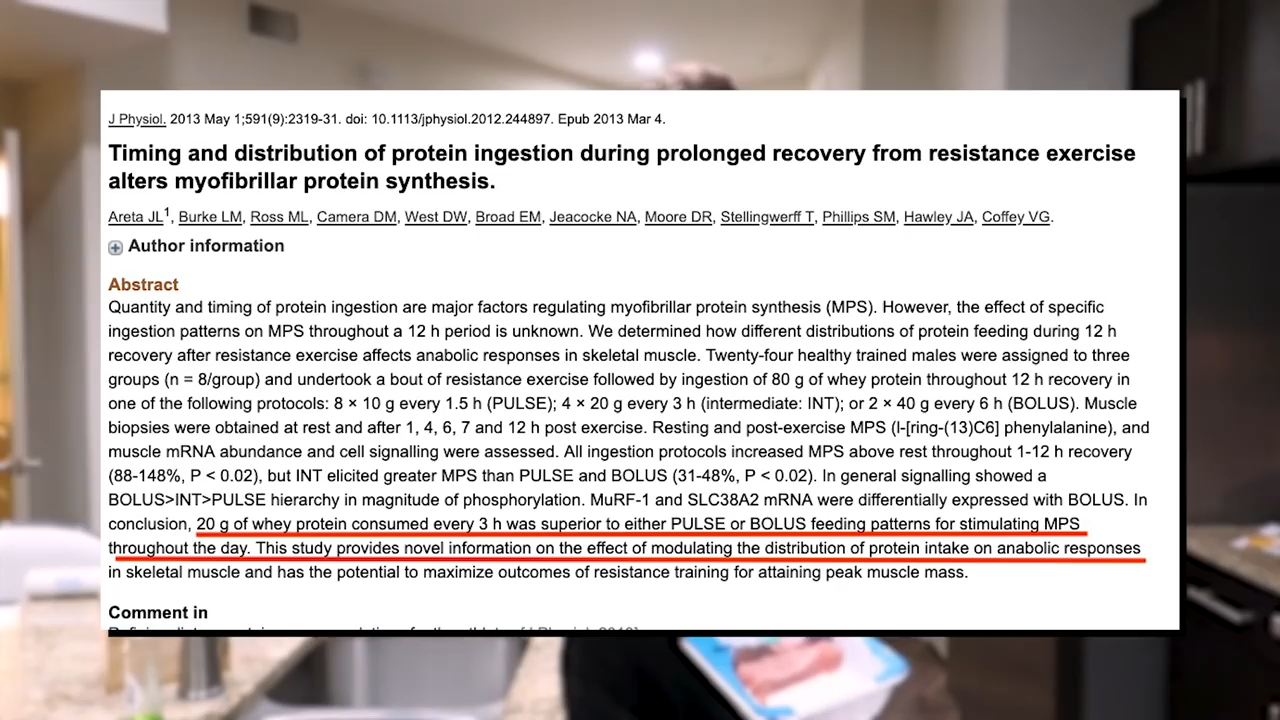 J Physiol. 2013 May 1;591(9):2319-31. doi: 10.1113/jphysiol.2012.244897. Epub 2013 Mar 4.
Timing and distribution of protein ingestion during prolonged recovery from resistance exercise
alters myofibrillar protein synthesis.
Areta JL1, Burke LM, Ross ML, Camera DM, West DW, Broad EM, Jeacocke NA, Moore DR, Stellingwerff T, Phillips SM, Hawley JA, Coffey VG.
Author information
Abstract
Quantity and timing of protein ingestion are major factors regulating myofibrillar protein synthesis (MPS). However, the effect of specific
ingestion patterns on MPS throughout a 12 h period is unknown. We determined how different distributions of protein feeding during 12 h
recovery after resistance exercise affects anabolic responses in skeletal muscle. Twenty-four healthy trained males were assigned to three
groups (n = 8/group) and undertook a bout of resistance exercise followed by ingestion of 80 g of whey protein throughout 12 h recovery in
one of the following protocols: 8 × 10 g every 1.5 h (PULSE); 4 × 20 g every 3 h (intermediate: INT); or 2 × 40 g every 6 h (BOLUS). Muscle
biopsies were obtained at rest and after 1, 4, 6, 7 and 12 h post exercise. Resting and post-exercise MPS (l-[ring-(13)C6] phenylalanine), and
muscle mRNA abundance and cell signalling were assessed. All ingestion protocols increased MPS above rest throughout 1-12 h recovery
(88-148%, P < 0.02), but INT elicited greater MPS than PULSE and BOLUS (31-48%, P < 0.02). In general signalling showed a
BOLUS>INT>PULSE hierarchy in magnitude of phosphorylation. MuRF-1 and SLC38A2 mRNA were differentially expressed with BOLUS. In
conclusion, 20 g of whey protein consumed every 3 h was superior to either PULSE or BOLUS feeding patterns for stimulating MPS
throughout the day. This study provides novel information on the effect of modulating the distribution of protein intake on anabolic responses
in skeletal muscle and has the potential to maximize outcomes of resistance training for attaining peak muscle mass.
Comment in